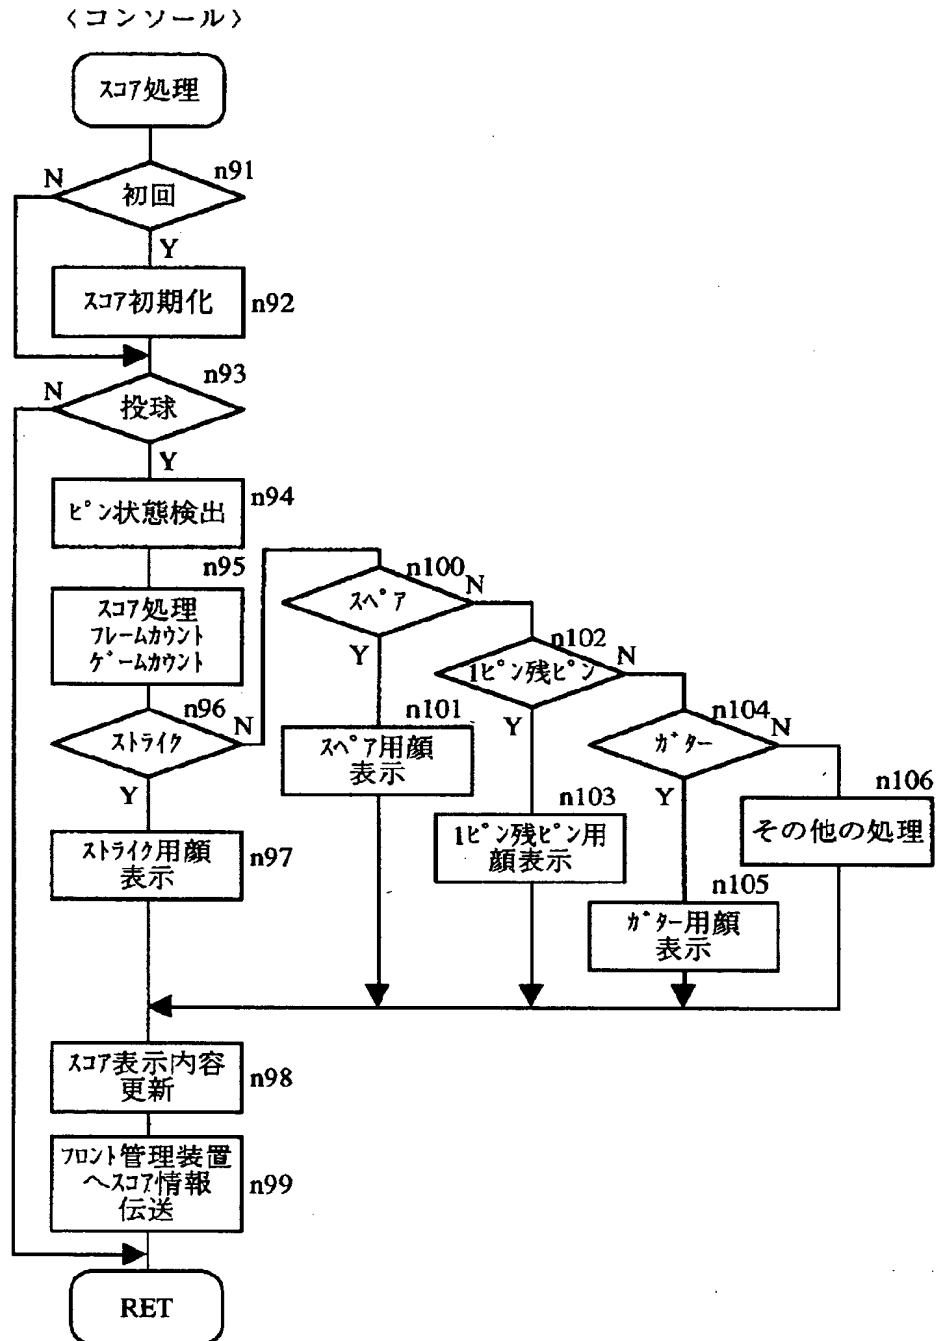 〈コンソール〉
スコア処理
n91
N
初回
Y
スコア初期化
n92
n93
N
投球
Y
ピン状態検出
n94
n95
スコア処理
フレームカウント
ゲームカウント
n96
ストライク
N
Y
ストライク用顔
表示
n97
n100
スペア
N
Y
n101
スペア用顔
表示
n102
1ピン残ピン
N
Y
n103
1ピン残ピン用
顔表示
n104
ガター
N
Y
n105
ガター用顔
表示
n106
その他の処理
スコア表示内容
更新
n98
フロント管理装置
へスコア情報
伝送
n99
RET